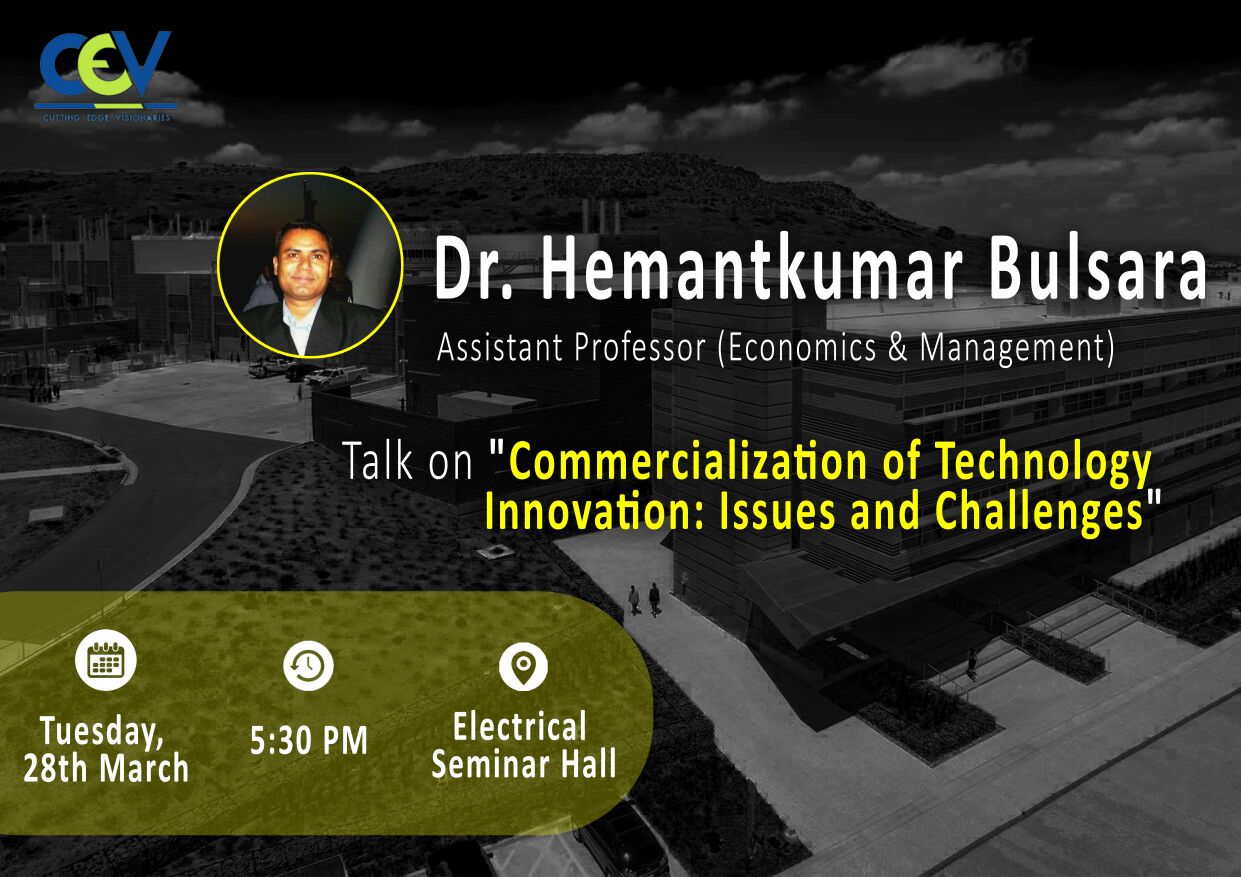 CEV
CUTTING EDGE VISIONARIES
Dr. Hemantkumar Bulsara
Assistant Professor (Economics & Management)
Talk on "Commercialization of Technology
Innovation: Issues and Challenges"
Tuesday,
28th March
5:30 PM
Electrical
Seminar Hall